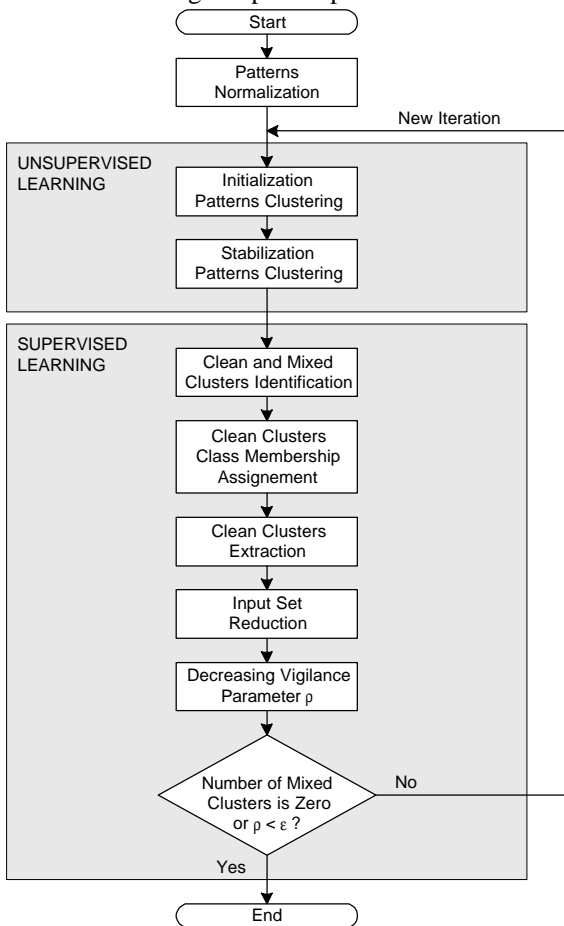 Start
Patterns
Normalization
New Iteration
UNSUPERVISED
LEARNING
Initialization
Patterns Clustering
Stabilization
Patterns Clustering
SUPERVISED
LEARNING
Clean and Mixed
Clusters Identification
Clean Clusters
Class Membership
Assignement
Clean Clusters
Extraction
Input Set
Reduction
Decreasing Vigilance
Parameter ρ
Number of Mixed
Clusters is Zero
or ρ < ε ?
No
Yes
End